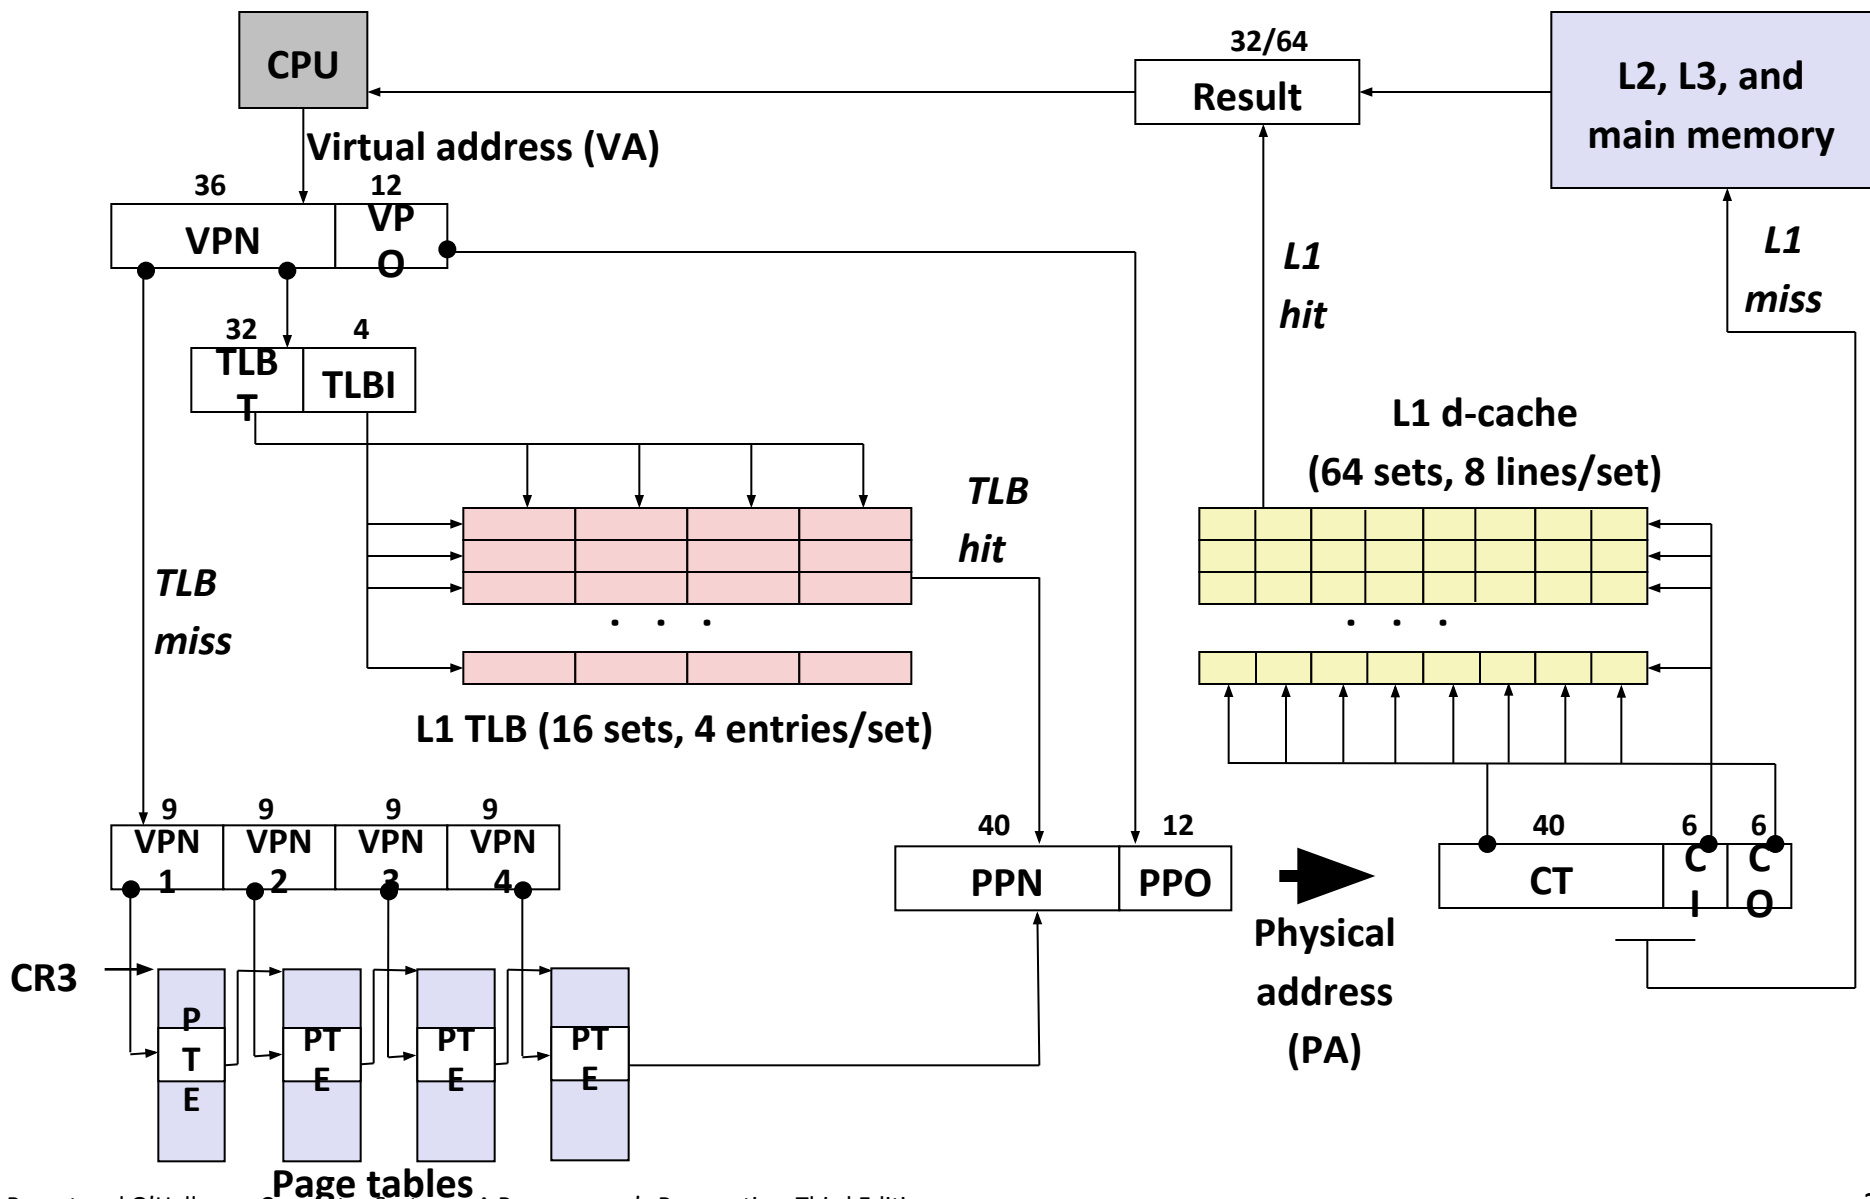 CPU
32/64
Result
L2, L3, and
main memory
Virtual address (VA)
36
12
VPN
VP
O
L1
hit
L1
miss
32
4
TLB
T
TLBI
L1 d-cache
(64 sets, 8 lines/set)
TLB
hit
TLB
miss
. . .
. . .
L1 TLB (16 sets, 4 entries/set)
9
9
9
9
VPN
1
VPN
2
VPN
3
VPN
4
40
12
PPN
PPO
40
6
6
CT
C
I
C
O
Physical
address
(PA)
CR3
P
T
E
PT
E
PT
E
PT
E
Page tables